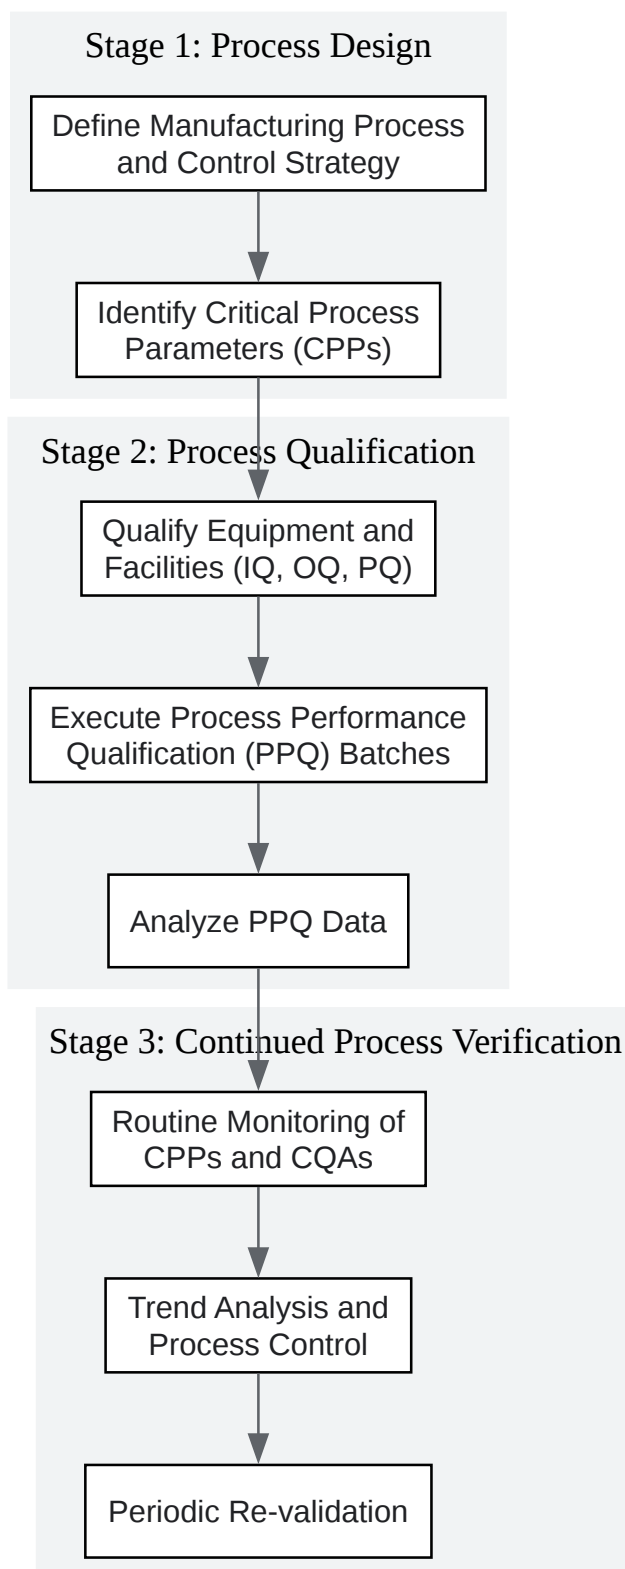 Stage 1: Process Design
Define Manufacturing Process
and Control Strategy
Identify Critical Process
Parameters (CPPs)
Stage 2: Process Qualification
Qualify Equipment and
Facilities (IQ, OQ, PQ)
Execute Process Performance
Qualification (PPQ) Batches
Analyze PPQ Data
Stage 3: Continued Process Verification
Routine Monitoring of
CPPs and CQAs
Trend Analysis and
Process Control
Periodic Re-validation